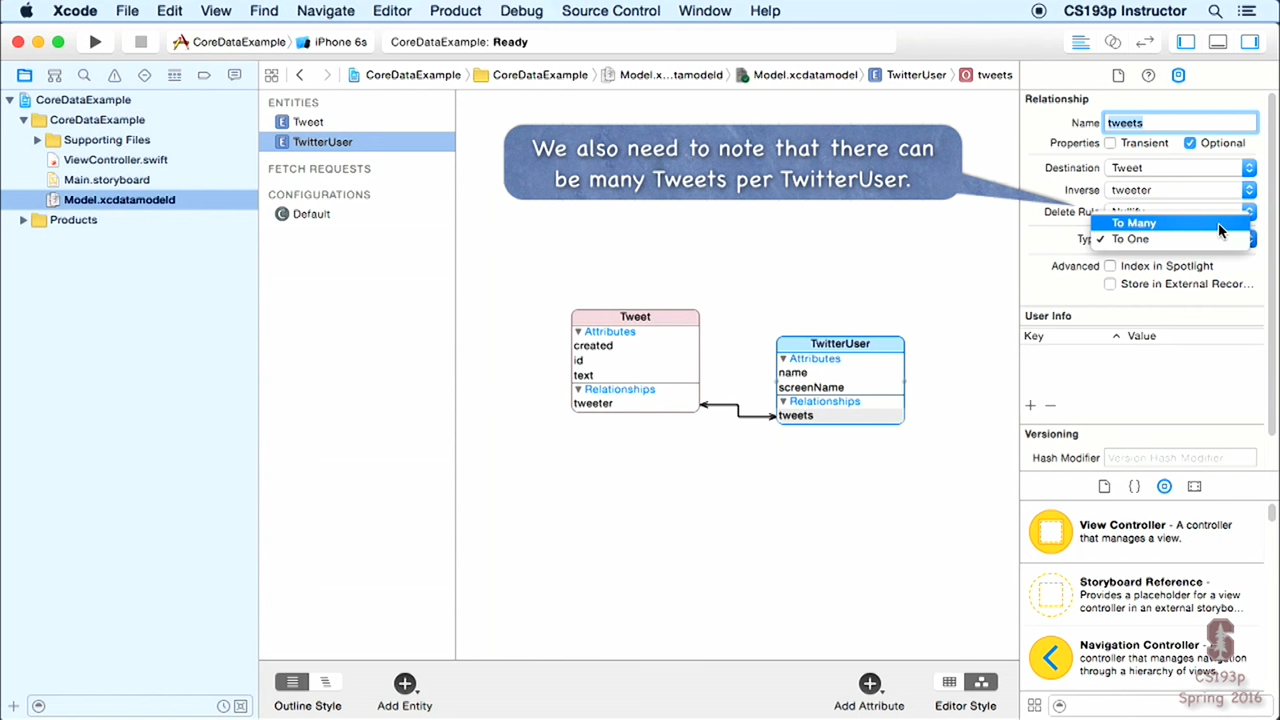 Xcode File Edit View Find Navigate Editor Product Debug Source Control Window Help CS193p Instructor
CoreDataExample iPhone 6s CoreDataExample: Ready
CoreDataExample CoreDataExample Model.x...tamodeld Model.xcdatamodel TwitterUser tweets
CoreDataExample
CoreDataExample
Supporting Files
ViewController.swift
Main.storyboard
Model.xcdatamodeld
Products
ENTITIES
Tweet
TwitterUser
FETCH REQUESTS
CONFIGURATIONS
Default
We also need to note that there can
be many Tweets per TwitterUser.
Tweet
Attributes
created
id
text
Relationships
tweeter
TwitterUser
Attributes
name
screenName
Relationships
tweets
Outline Style
Add Entity
Add Attribute
Editor Style
Relationship
Name tweets
Properties Transient Optional
Destination Tweet
Inverse tweeter
Delete Rule Nullify
To Many
To One
Advanced Index in Spotlight
Store in External Recor...
User Info
Key Value
Versioning
Hash Modifier Version Hash Modifier
View Controller - A controller
that manages a view.
Storyboard Reference -
Provides a placeholder for a view
controller in an external storybo...
Navigation Controller -
controller that manages navigation
through a hierarchy of views.
CS193p
Spring 2016